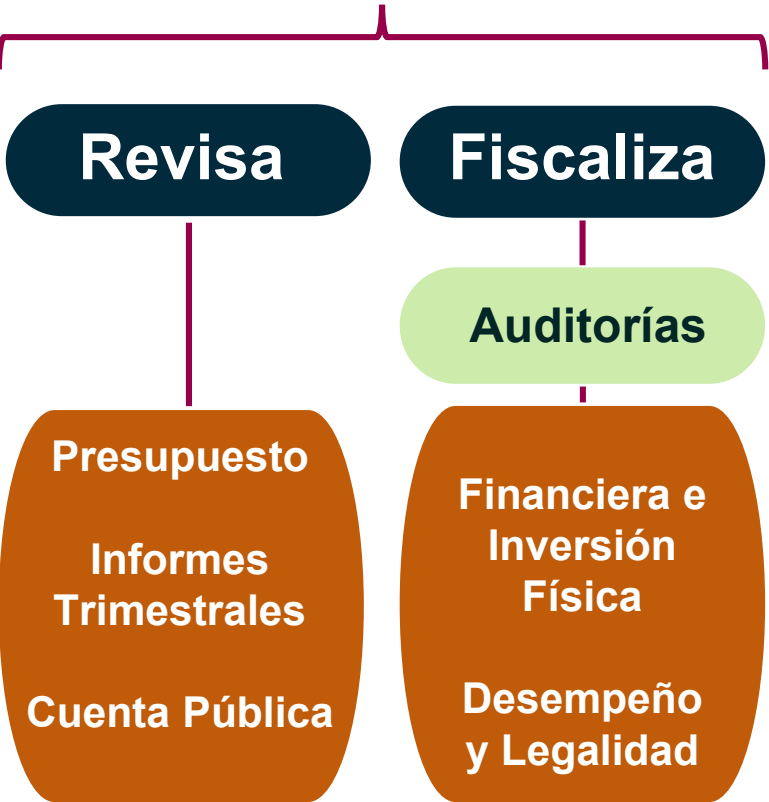 Revisa
Presupuesto
Informes
Trimestrales
Cuenta Pública
Fiscaliza
Auditorías
Financiera e
Inversión
Física
Desempeño
y Legalidad